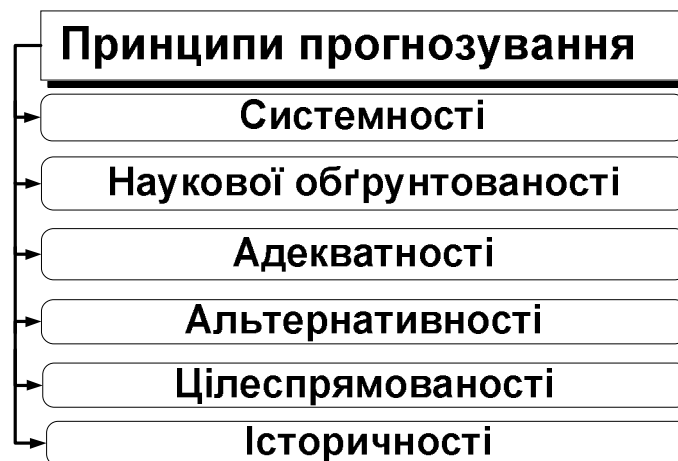 Принципи прогнозування
Системності
Наукової обґрунтованості
Адекватності
Альтернативності
Цілеспрямованості
Історичності